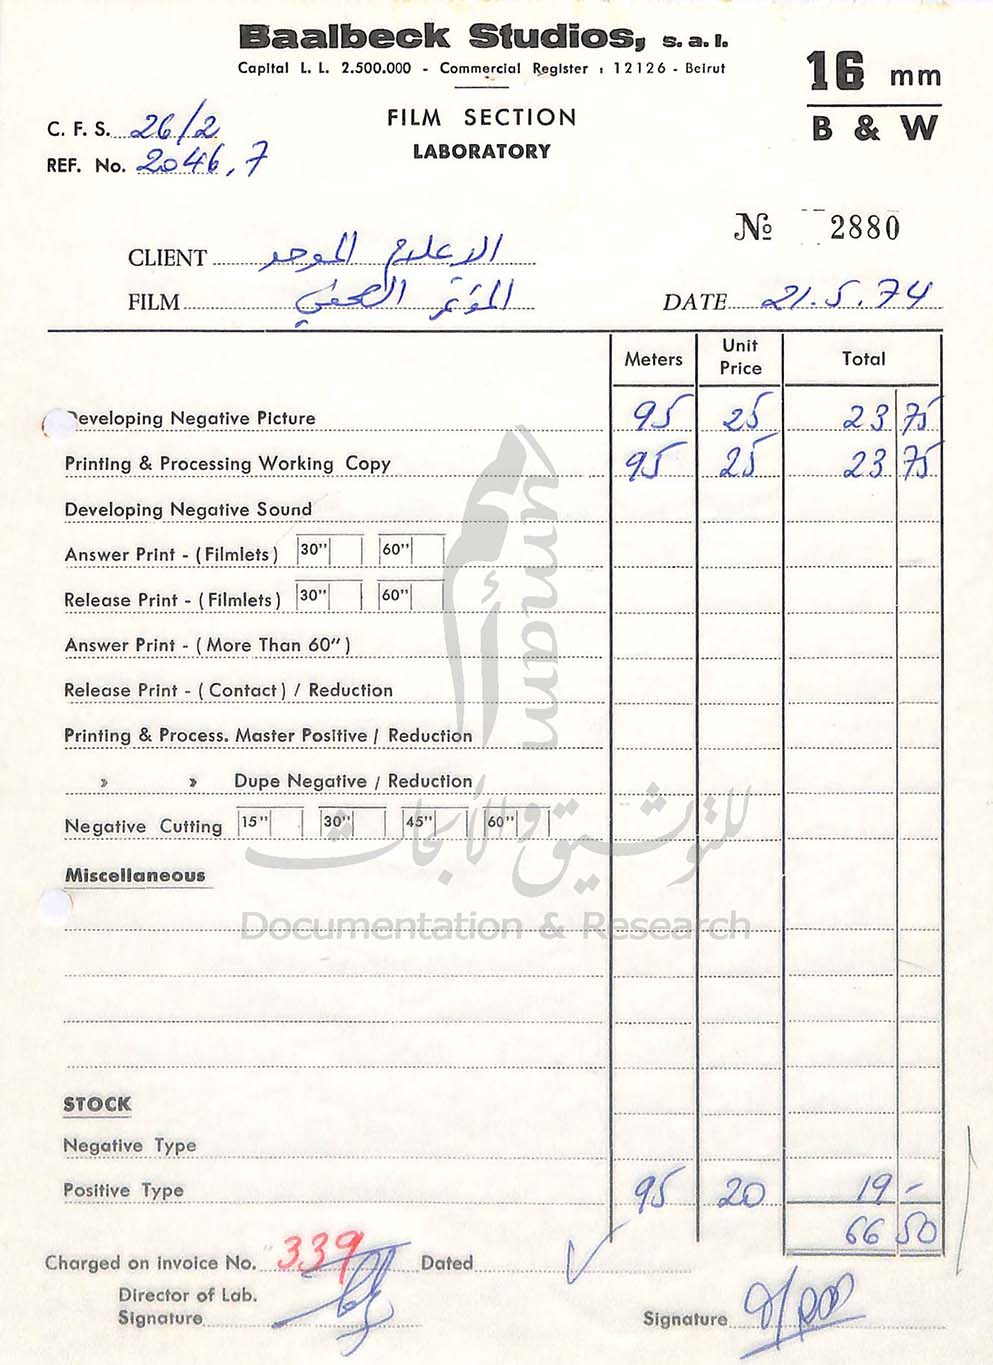 Baalbeck Studios, s.a.l.
Capital L. L. 2.500.000 - Commercial Register : 12126 - Beirut
16 mm
B & W
FILM SECTION
LABORATORY
C. F. S. 26/2
REF. No. 2046,7
№ 2880
CLIENT الإعلام الموحد
FILM المؤتمر الصحفي
DATE 21.5.74
Meters Unit Price Total
Developing Negative Picture 95 25 23 75
Printing & Processing Working Copy 95 25 23 75
Developing Negative Sound
Answer Print - (Filmlets) 30" 60"
Release Print - (Filmlets) 30" 60"
Answer Print - (More Than 60")
Release Print - (Contact) / Reduction
Printing & Process. Master Positive / Reduction
» » Dupe Negative / Reduction
Negative Cutting 15" 30" 45" 60"
Miscellaneous
STOCK
Negative Type
Positive Type 95 20 19 -
66 50
Charged on Invoice No. 339 Dated
Director of Lab.
Signature
Signature
umam
للتوثيق والأبحاث
Documentation & Research